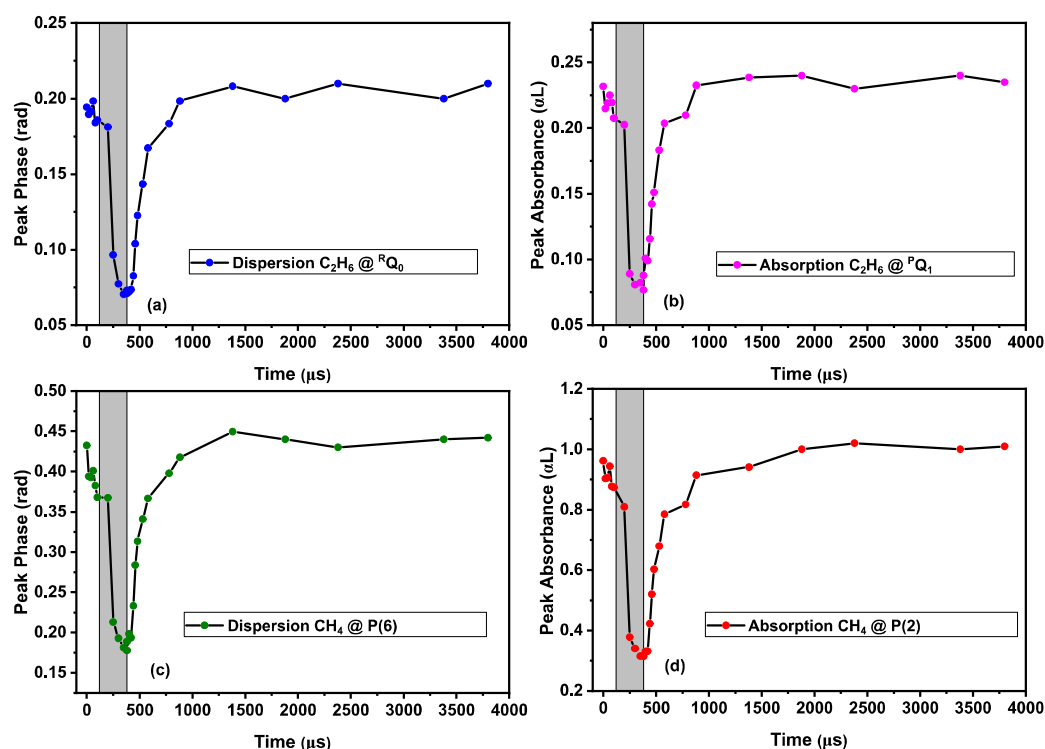 Peak Phase (rad)
0.20
0.15
0.10
0.05
Dispersion C₂H₆ @ ᴿQ₀
(a)
0 500 1000 1500 2000 2500 3000 3500 4000
Time (μs)
Peak Absorbance (αL)
0.25
0.20
0.15
0.10
0.05
Absorption C₂H₆ @ ᴾQ₁
(b)
0 500 1000 1500 2000 2500 3000 3500 4000
Time (μs)
Peak Phase (rad)
0.50
0.45
0.40
0.35
0.30
0.25
0.20
0.15
Dispersion CH₄ @ P(6)
(c)
0 500 1000 1500 2000 2500 3000 3500 4000
Time (μs)
Peak Absorbance (αL)
1.2
1.0
0.8
0.6
0.4
0.2
Absorption CH₄ @ P(2)
(d)
0 500 1000 1500 2000 2500 3000 3500 4000
Time (μs)